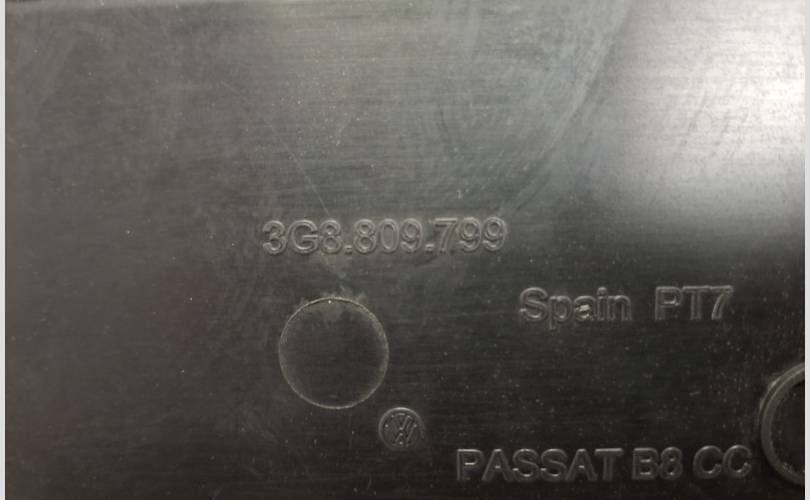 3G8.809.799
Spain PT7
PASSAT B8 CC